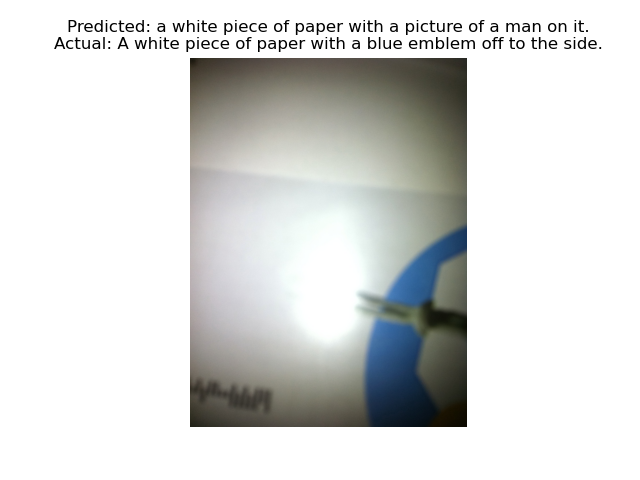 Predicted: a white piece of paper with a picture of a man on it.
Actual: A white piece of paper with a blue emblem off to the side.